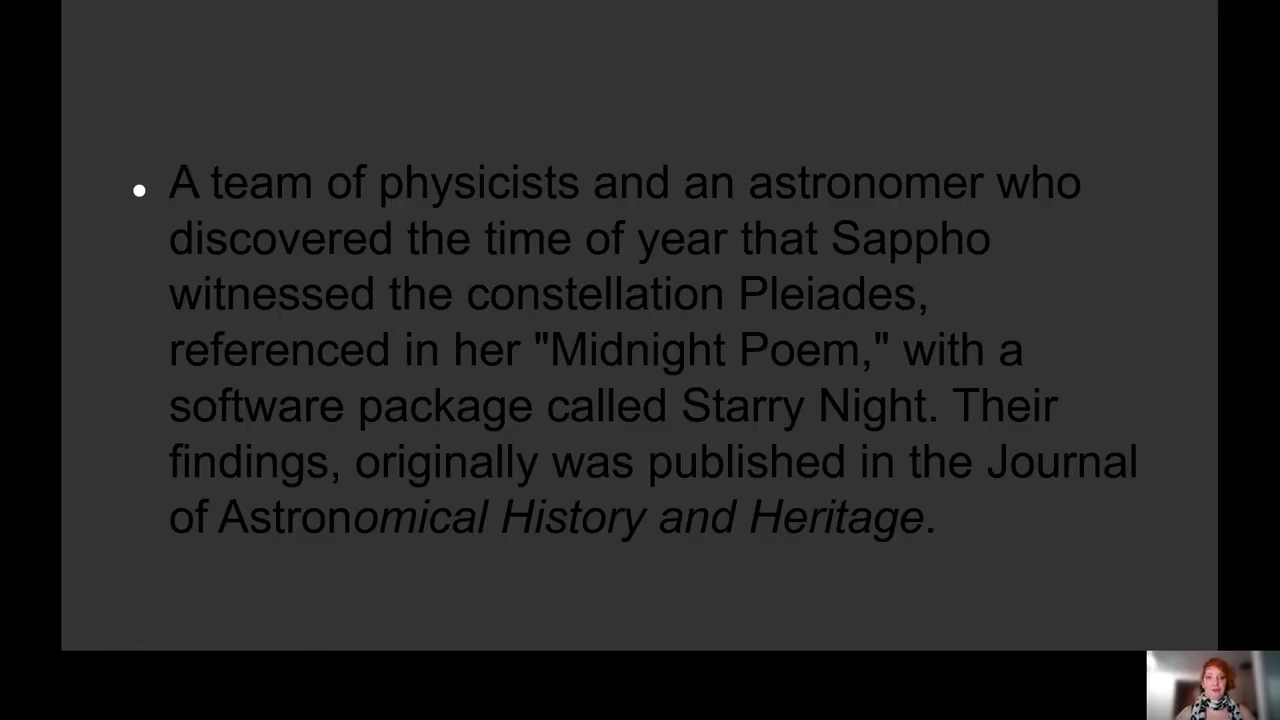 • A team of physicists and an astronomer who
discovered the time of year that Sappho
witnessed the constellation Pleiades,
referenced in her "Midnight Poem," with a
software package called Starry Night. Their
findings, originally was published in the Journal
of Astronomical History and Heritage.